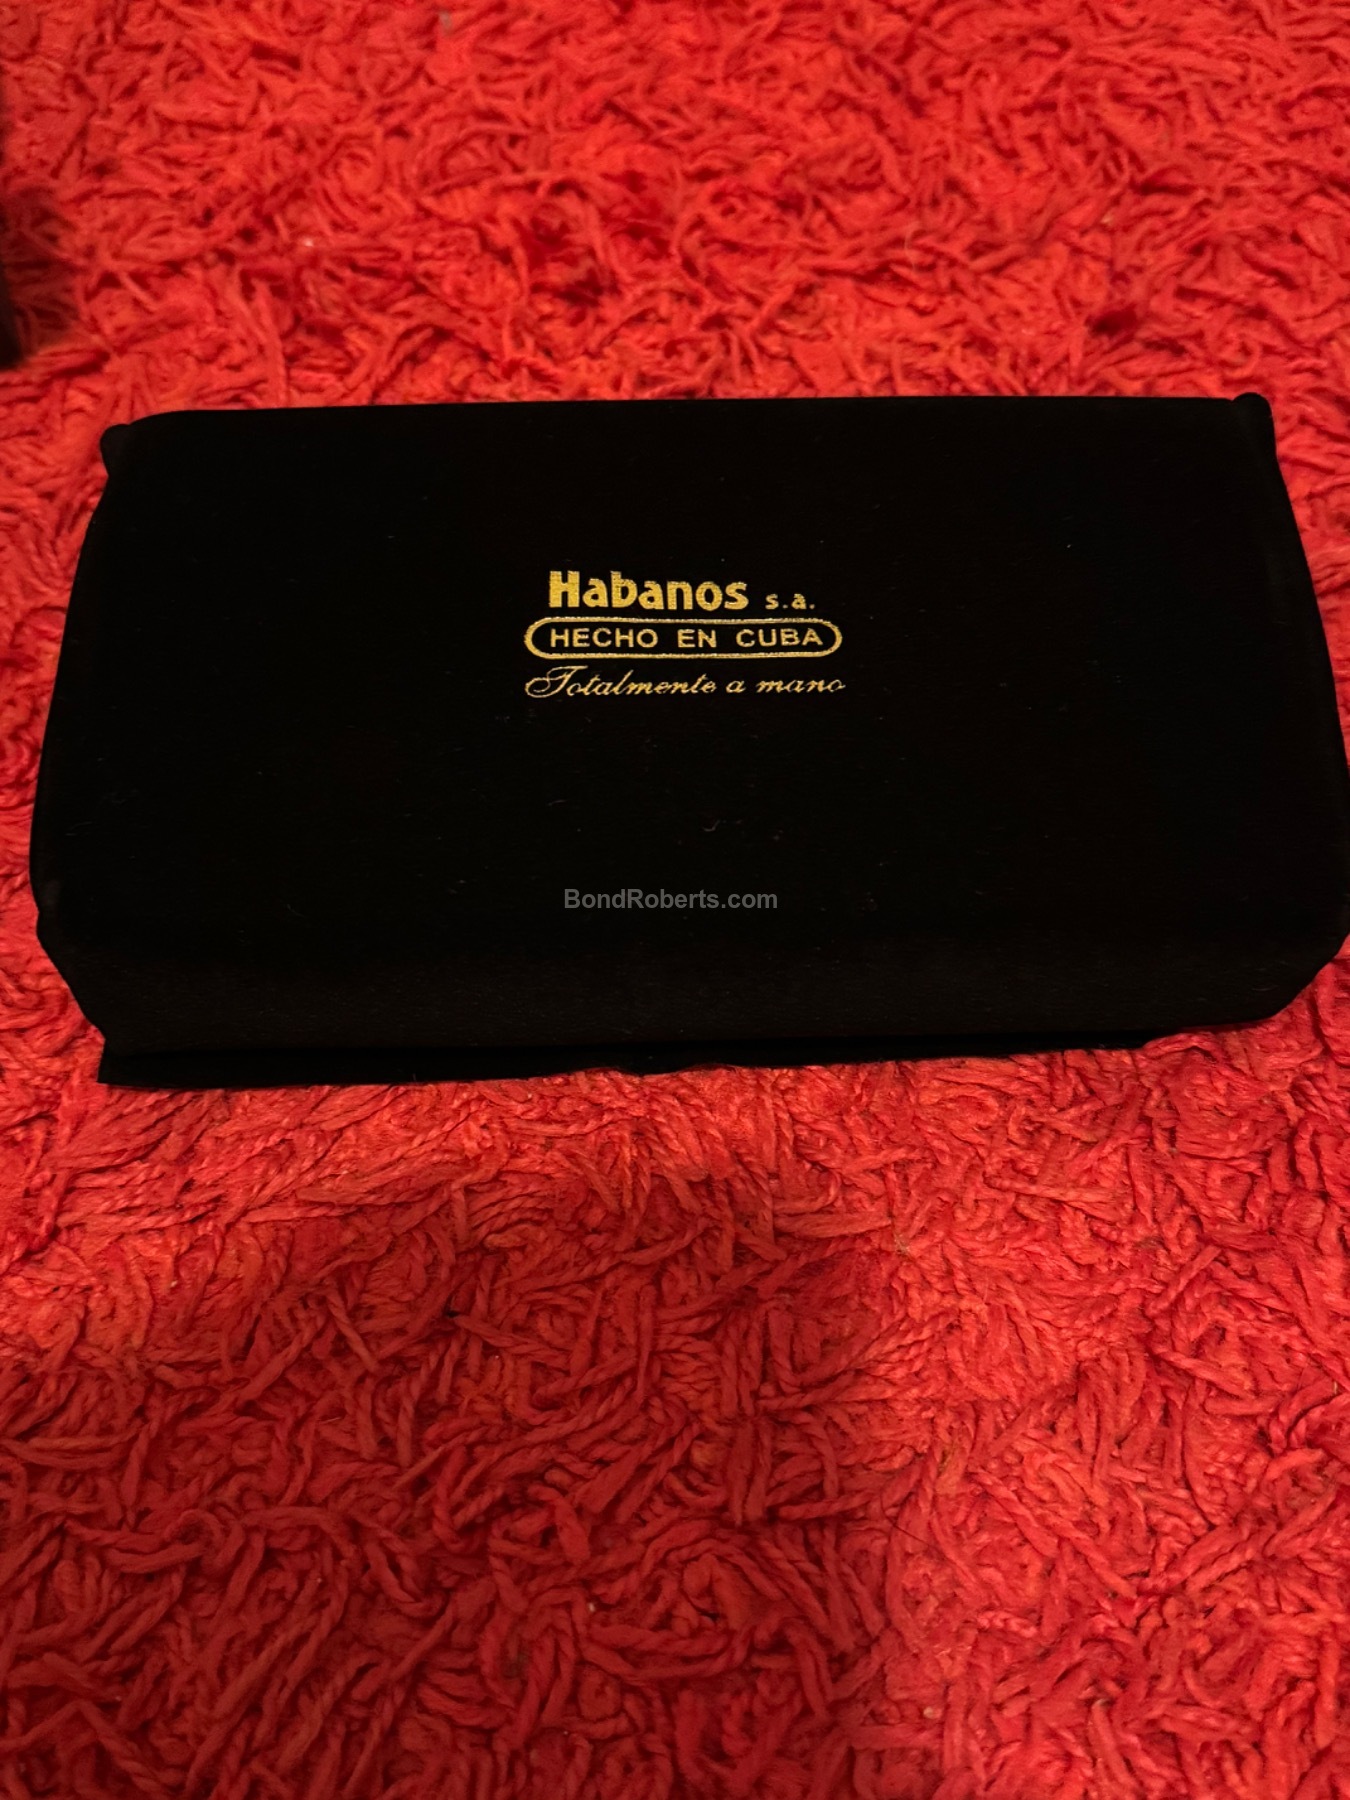 Habanos s.a.
HECHO EN CUBA
Totalmente a mano
BondRoberts.com